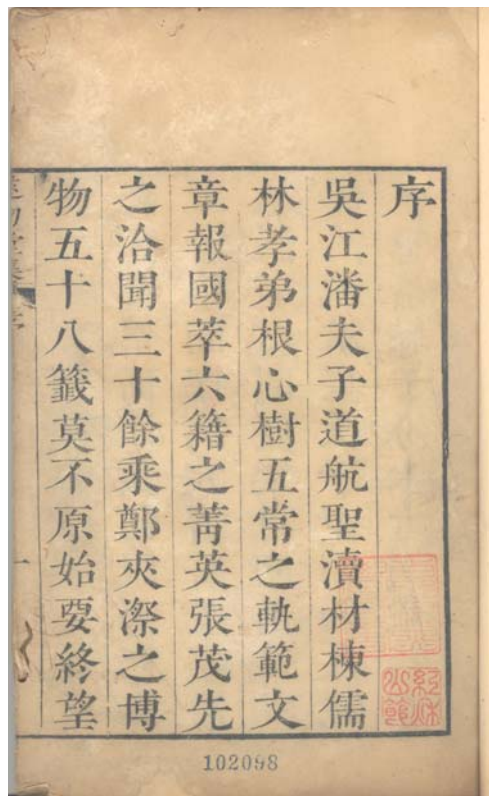 序
吳江潘夫子道航聖瀆材棟儒
林孝弟根心樹五常之軌範文
章報國萃六籍之菁英張茂先
之洽聞三十餘乘鄭夾漈之博
物五十八籤莫不原始要終望
一
102098